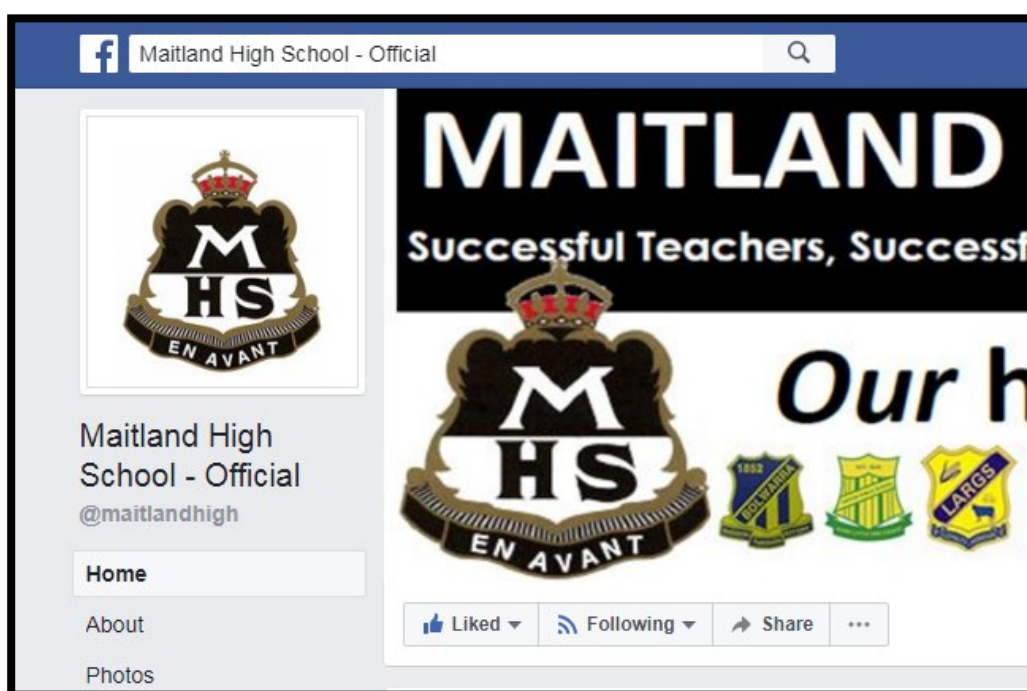 Maitland High School - Official
MAITLAND
Successful Teachers, Successf
M
HS
EN AVANT
Maitland High
School - Official
@maitlandhigh
Home
About
Photos
Our h
M
HS
EN AVANT
1852
BOLWARRA
LARGS
Liked
Following
Share